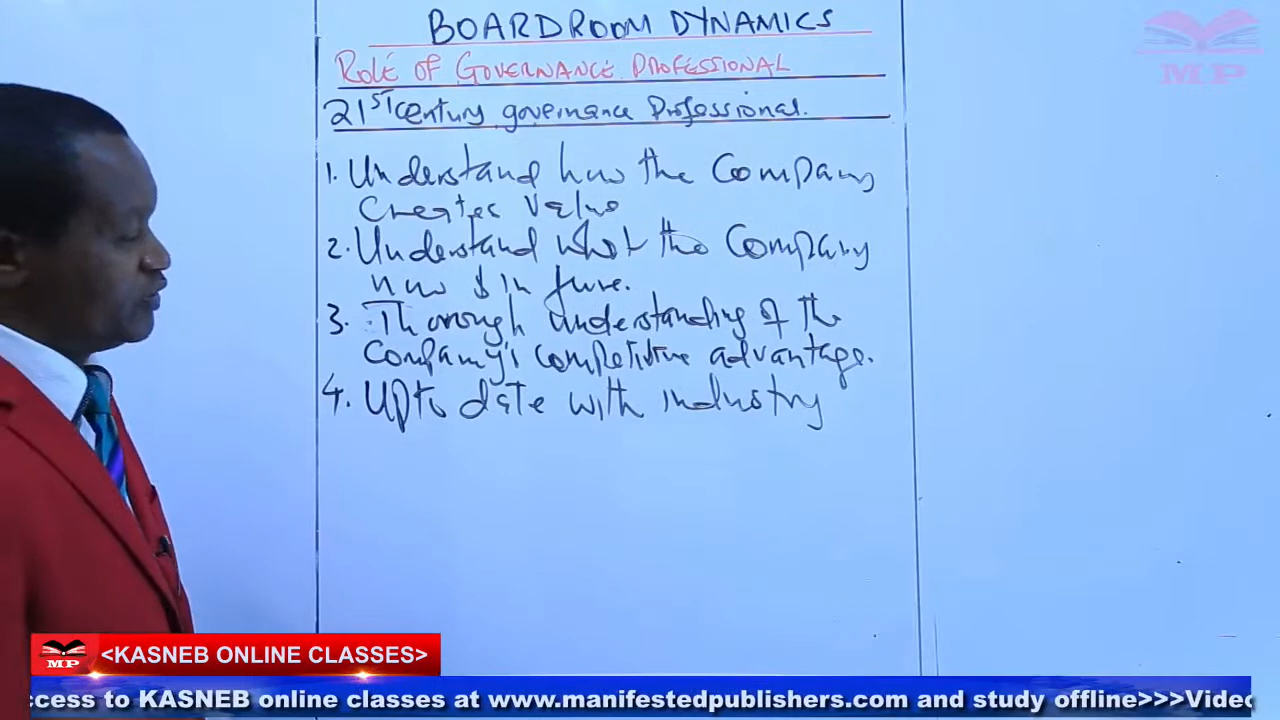 BOARDROOM DYNAMICS
MP
ROLE OF GOVERNANCE PROFESSIONAL
21ST century governance Professional.
1. Understand how the Company
Creates Value
2. Understand what the Company
now & in
3. Thorough understanding of the
Company's competitive advantage.
4. Upto date with industry
MP
<KASNEB ONLINE CLASSES>
ccess to KASNEB online classes at www.manifestedpublishers.com and study offline>>>Video